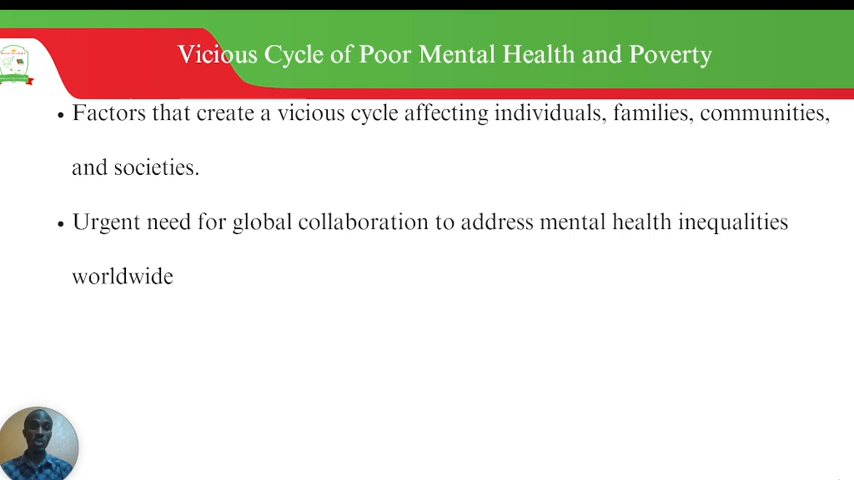 Vicious Cycle of Poor Mental Health and Poverty
• Factors that create a vicious cycle affecting individuals, families, communities,
and societies.
• Urgent need for global collaboration to address mental health inequalities
worldwide